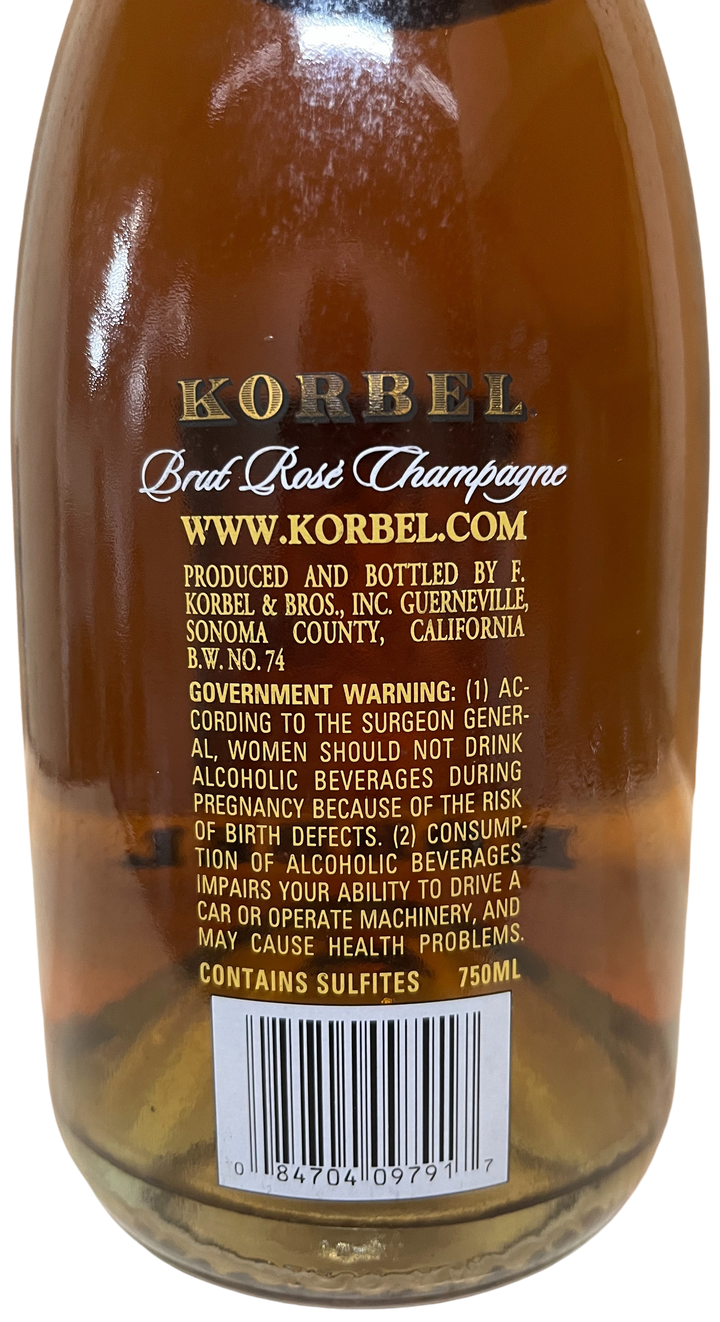 KORBEL
Brut Rosé Champagne
WWW.KORBEL.COM
PRODUCED AND BOTTLED BY F.
KORBEL & BROS., INC. GUERNEVILLE,
SONOMA COUNTY, CALIFORNIA
B.W. NO. 74
GOVERNMENT WARNING: (1) AC-
CORDING TO THE SURGEON GENER-
AL, WOMEN SHOULD NOT DRINK
ALCOHOLIC BEVERAGES DURING
PREGNANCY BECAUSE OF THE RISK
OF BIRTH DEFECTS. (2) CONSUMP-
TION OF ALCOHOLIC BEVERAGES
IMPAIRS YOUR ABILITY TO DRIVE A
CAR OR OPERATE MACHINERY, AND
MAY CAUSE HEALTH PROBLEMS.
CONTAINS SULFITES 750ML
0 84704 09791 7